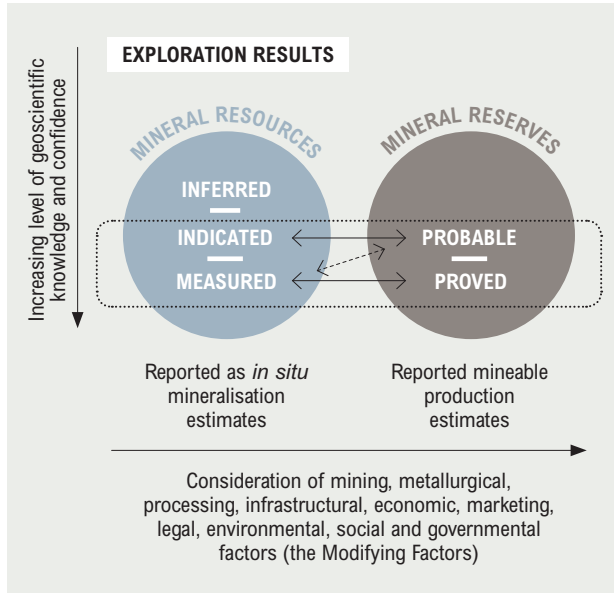 EXPLORATION RESULTS
Increasing level of geoscientific
knowledge and confidence
MINERAL RESOURCES
INFERRED
INDICATED
MEASURED
MINERAL RESERVES
PROBABLE
PROVED
Reported as in situ
mineralisation
estimates
Reported mineable
production
estimates
Consideration of mining, metallurgical,
processing, infrastructural, economic, marketing,
legal, environmental, social and governmental
factors (the Modifying Factors)